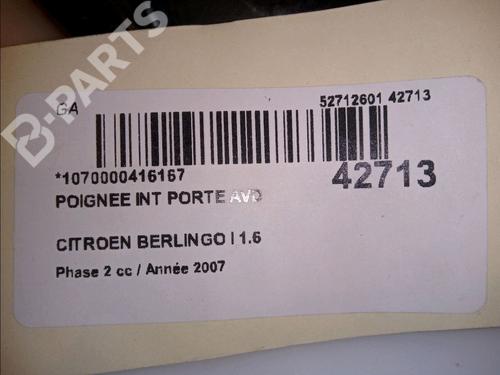 B-PARTS
GA
52712601 42713
*1070000416167
42713
POIGNEE INT PORTE AVD
CITROEN BERLINGO I 1.6
Phase 2 cc / Année 2007